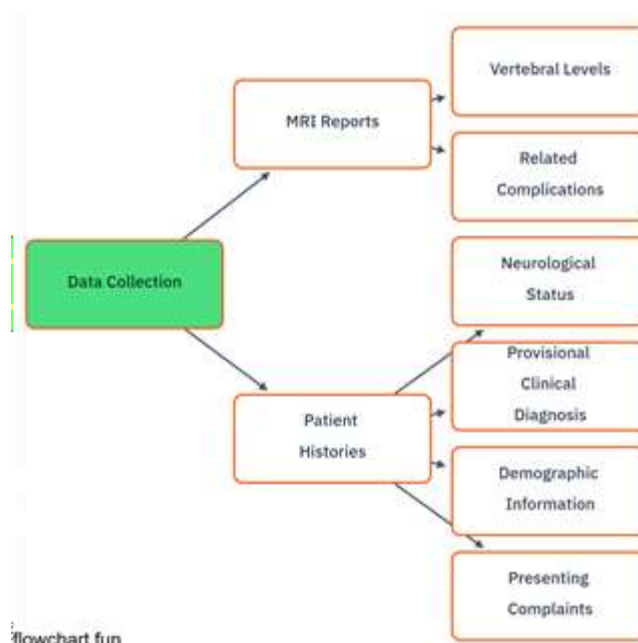 Vertebral Levels
MRI Reports
Related
Complications
Data Collection
Neurological
Status
Provisional
Clinical
Diagnosis
Patient
Histories
Demographic
Information
Presenting
Complaints
flowchart fun